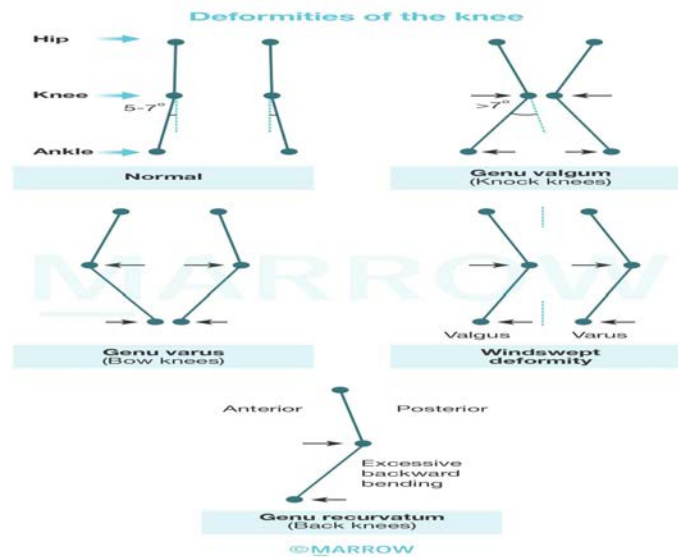 Deformities of the knee
Hip
Knee
5-7°
Ankle
Normal
>7°
Genu valgum
(Knock knees)
MARROW
Genu varus
(Bow knees)
Valgus
Varus
Windswept
deformity
Anterior
Posterior
Excessive
backward
bending
Genu recurvatum
(Back knees)
©MARROW